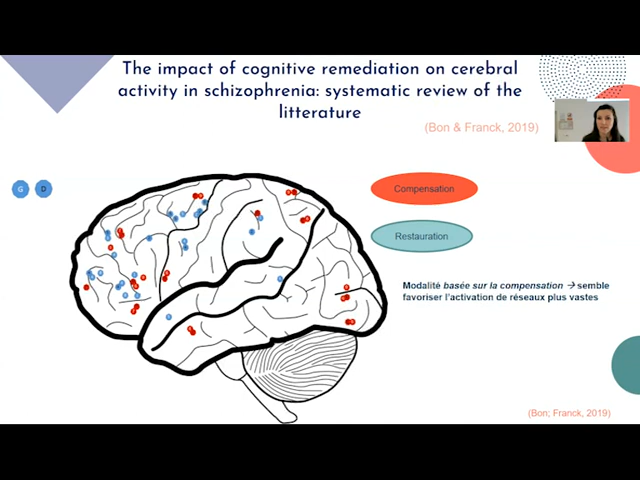 The impact of cognitive remediation on cerebral
activity in schizophrenia: systematic review of the
litterature
(Bon & Franck, 2019)
G D
Compensation
Restauration
Modalité basée sur la compensation → semble
favoriser l'activation de réseaux plus vastes
(Bon; Franck, 2019)